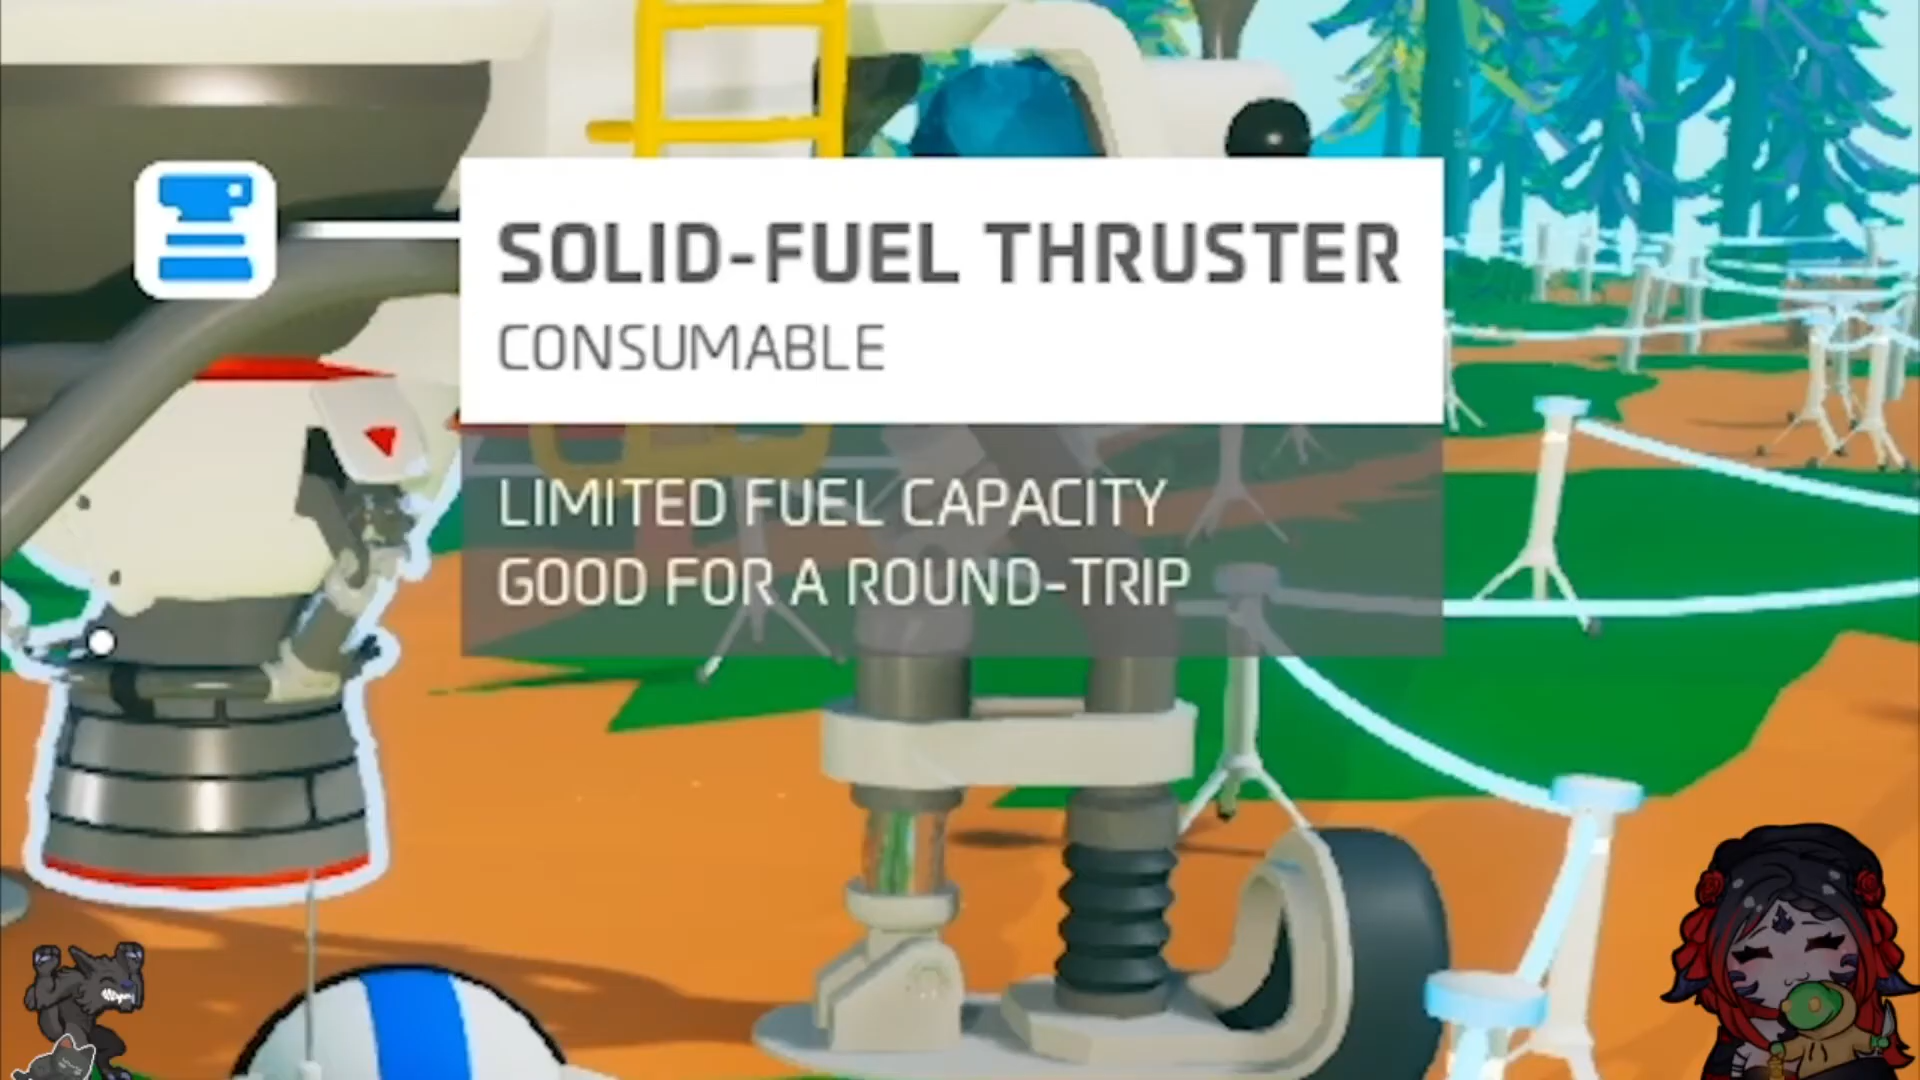 SOLID-FUEL THRUSTER
CONSUMABLE
LIMITED FUEL CAPACITY
GOOD FOR A ROUND-TRIP